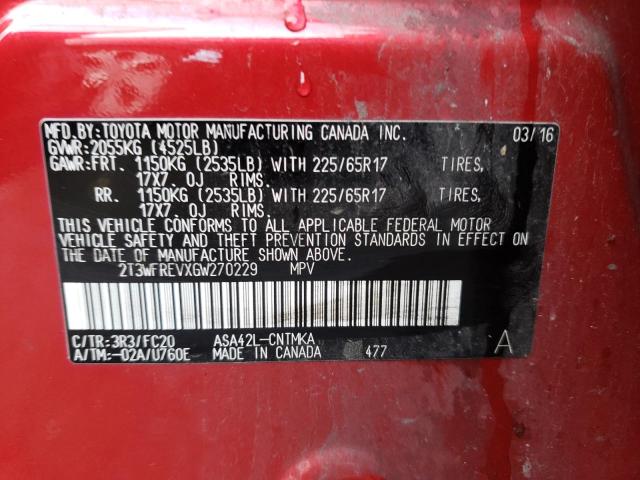 MFD.BY:TOYOTA MOTOR MANUFACTURING CANADA INC. 03/16
GVWR:2055KG (4525LB)
GAWR:FRT. 1150KG (2535LB) WITH 225/65R17 TIRES,
17X7. 0J RIMS.
RR. 1150KG (2535LB) WITH 225/65R17 TIRES,
17X7. 0J RIMS.
THIS VEHICLE CONFORMS TO ALL APPLICABLE FEDERAL MOTOR
VEHICLE SAFETY AND THEFT PREVENTION STANDARDS IN EFFECT ON
THE DATE OF MANUFACTURE SHOWN ABOVE.
2T3WFREVXGW270229 MPV
C/TR:3R3/FC20 ASA42L-CNTMKA
A/TM:-02A/U760E MADE IN CANADA 477 A